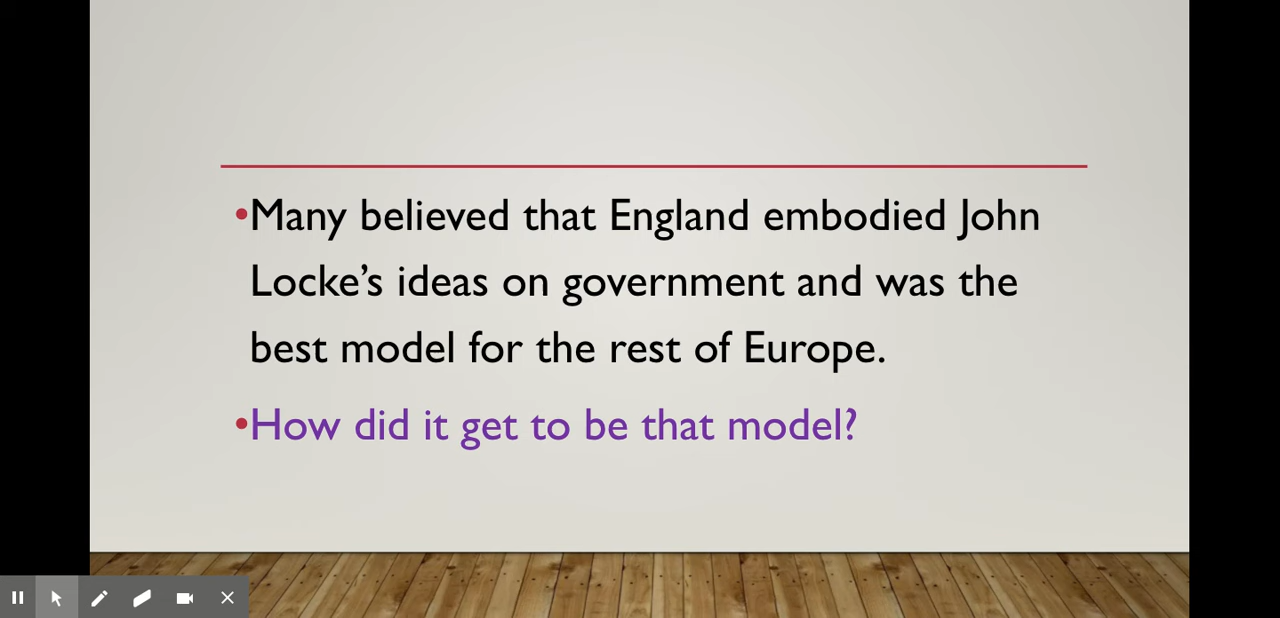 •Many believed that England embodied John
Locke’s ideas on government and was the
best model for the rest of Europe.
•How did it get to be that model?